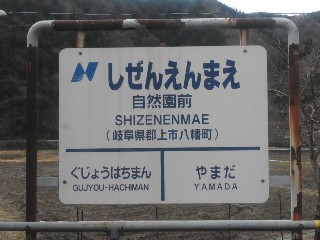 しぜんえんまえ
自然園前
SHIZENENMAE
（岐阜県郡上市八幡町）
ぐじょうはちまん
GUJYOU-HACHIMAN
やまだ
YAMADA